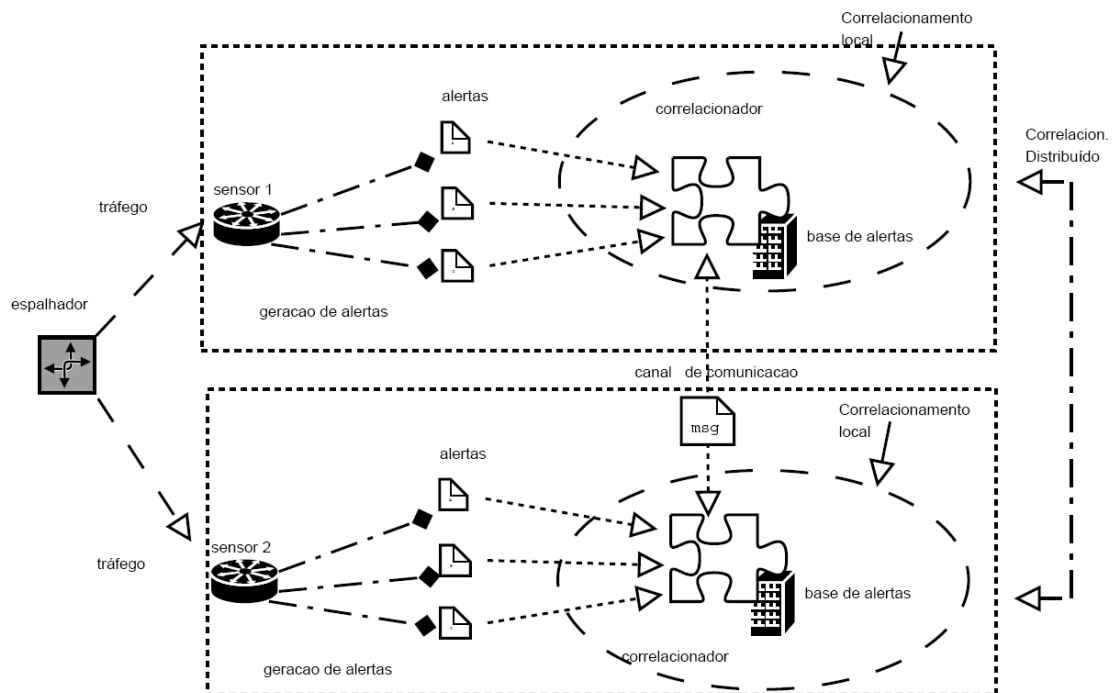 Correlacionamento
local
alertas
correlacionador
Correlacion.
Distribuído
sensor 1
tráfego
base de alertas
espalhador
geracao de alertas
canal de comunicacao
msg
Correlacionamento
local
alertas
sensor 2
tráfego
base de alertas
correlacionador
geracao de alertas